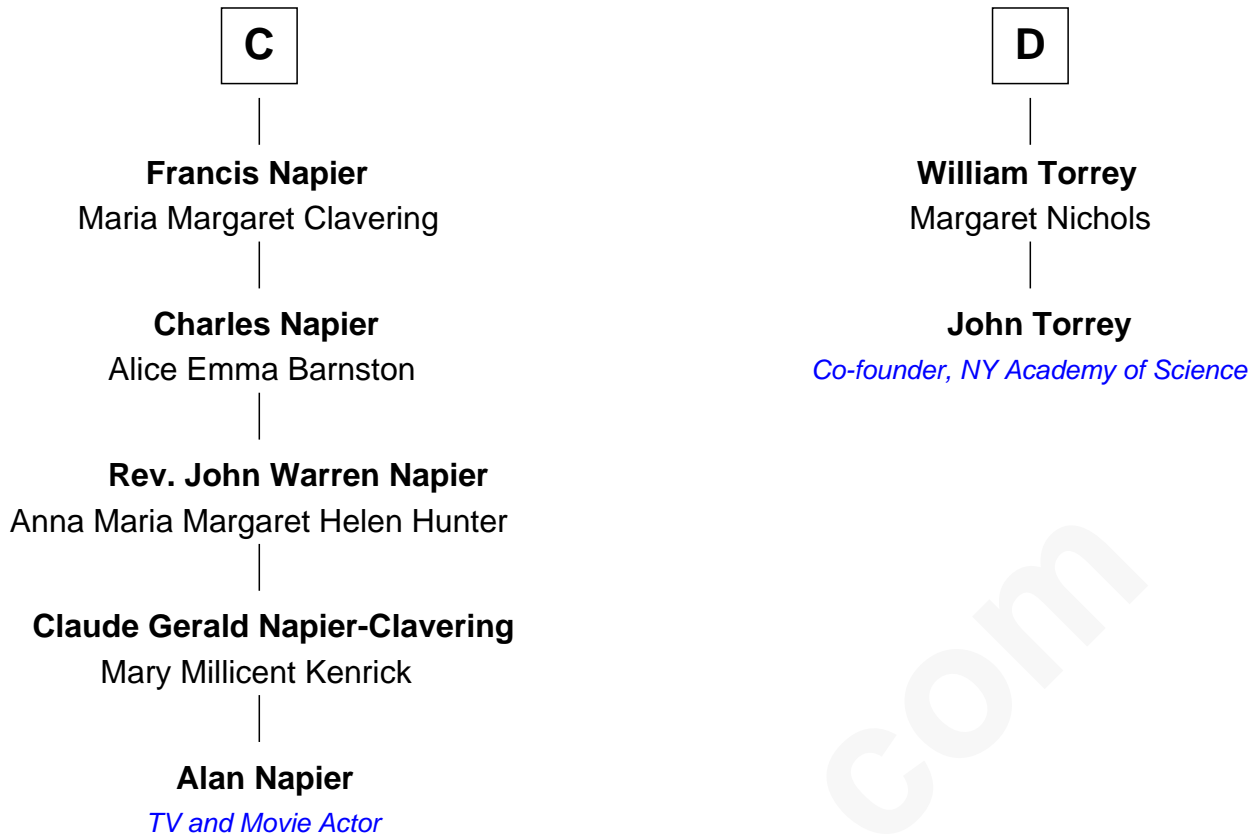 C
Francis Napier
Maria Margaret Clavering
Charles Napier
Alice Emma Barnston
Rev. John Warren Napier
Anna Maria Margaret Helen Hunter
Claude Gerald Napier-Clavering
Mary Millicent Kenrick
Alan Napier
TV and Movie Actor
D
William Torrey
Margaret Nichols
John Torrey
Co-founder, NY Academy of Science
com